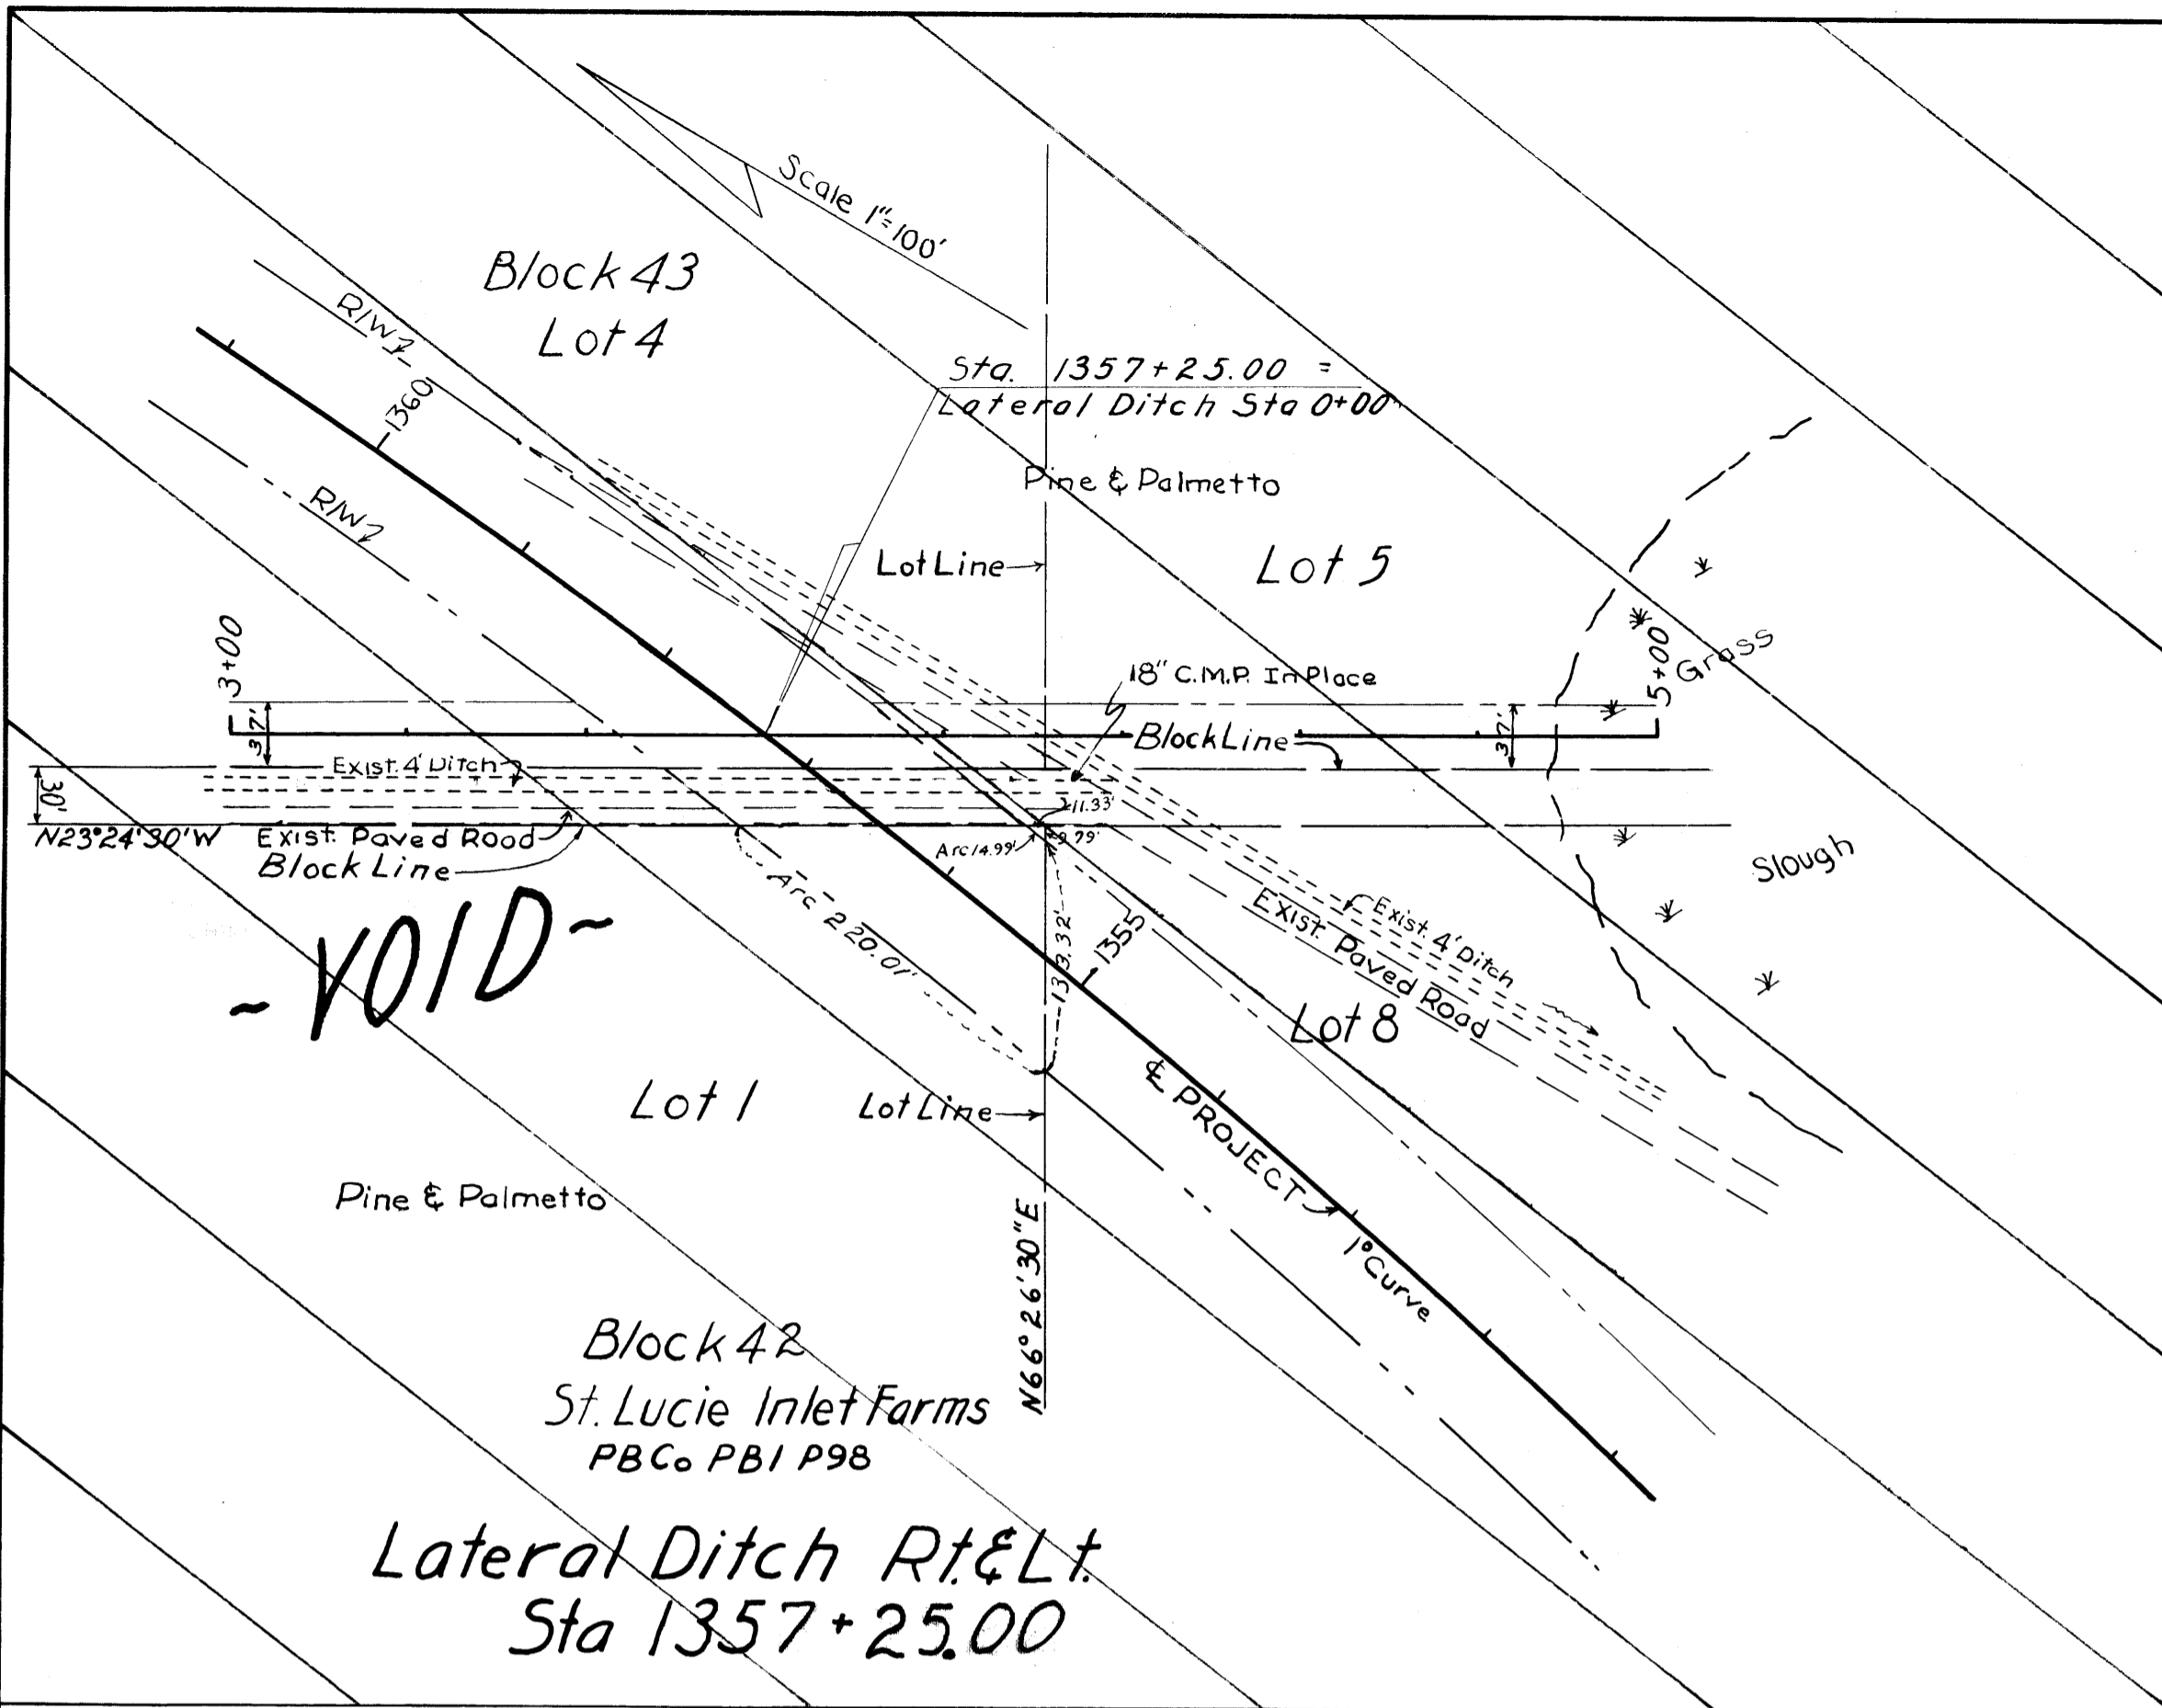 Scale 1"=100'
Block 43
Lot 4
R/W
1360
Sta. 1357+25.00 =
Lateral Ditch Sta 0+00
Pine & Palmetto
R/W
Lot Line
Lot 5
3+00
5+00
Grass
18" C.M.P. In Place
37'
Block Line
37'
Exist. 4' Ditch
30'
11.33'
N23°24'30'W
Exist. Paved Road
Arc 14.99'
9.79'
Block Line
Slough
Arc 220.01'
133.32'
1355
Exist. 4' Ditch
Exist. Paved Road
-VOID-
Lot 8
Lot 1
Lot Line
℄ PROJECT
Pine & Palmetto
N66°26'30"E
1° Curve
Block 42
St. Lucie Inlet Farms
PBCo PB1 P98
Lateral Ditch Rt.&Lt.
Sta 1357+25.00